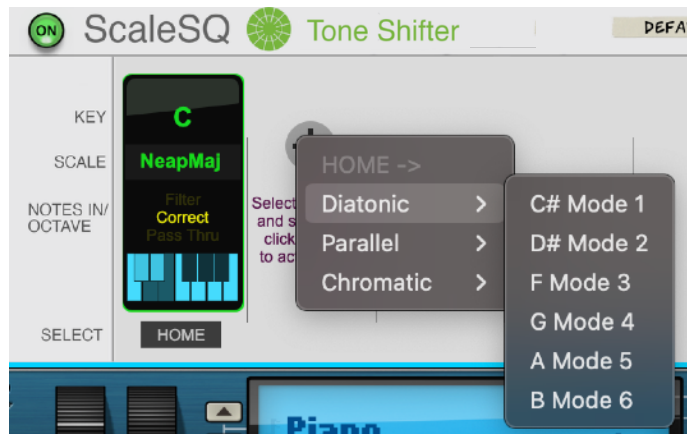 ON
ScaleSQ
Tone Shifter
DEFA
KEY
C
SCALE
NeapMaj
NOTES IN/
OCTAVE
Filter
Correct
Pass Thru
SELECT
HOME
Select
and s
click
to ac
HOME ->
Diatonic
Parallel
Chromatic
C# Mode 1
D# Mode 2
F Mode 3
G Mode 4
A Mode 5
B Mode 6
Piano